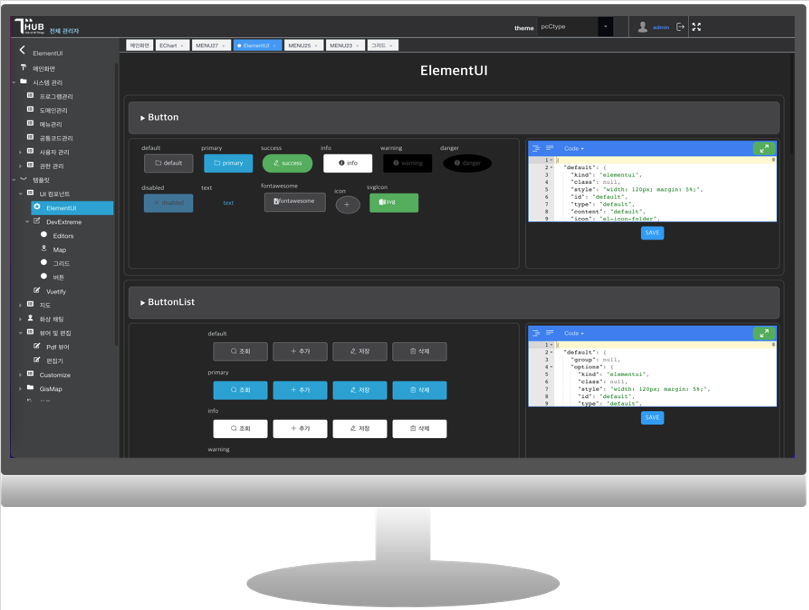 THUB 전체 관리자
theme pcCtype admin
ElementUI
메인화면
시스템 관리
프로그램관리
도메인관리
메뉴관리
공통코드관리
사용자 관리
권한 관리
템플릿
UI 컴포넌트
ElementUI
DevExtreme
Editors
Map
그리드
버튼
Vuetify
지도
화상 채팅
뷰어 및 편집
Pdf 뷰어
편집기
Customize
GisMap
메인화면 EChart MENU27 ElementUI MENU25 MENU23 그리드
ElementUI
Button
default primary success info warning danger
default primary success info warning danger
disabled text fontawesome icon svgicon
disabled text fontawesome svg
Code
1 {
2 "default": {
3 "kind": "elementui",
4 "class": null,
5 "style": "width: 120px; margin: 5%;",
6 "id": "default",
7 "type": "default",
8 "content": "default",
9 "icon": "el-icon-folder",
SAVE
ButtonList
default
조회 추가 저장 삭제
primary
조회 추가 저장 삭제
info
조회 추가 저장 삭제
warning
Code
1 {
2 "default": {
3 "group": null,
4 "options": {
5 "kind": "elementui",
6 "class": null,
7 "style": "width: 120px; margin: 5%;",
8 "id": "default",
9 "type": "default",
SAVE